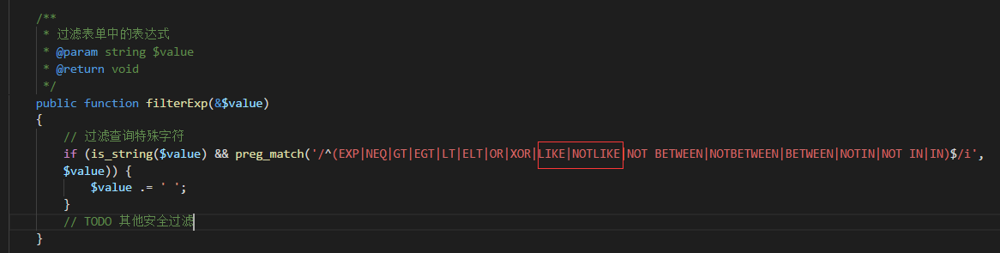 /**
* 过滤表单中的表达式
* @param string $value
* @return void
*/
public function filterExp(&$value)
{
// 过滤查询特殊字符
if (is_string($value) && preg_match('/^(EXP|NEQ|GT|EGT|LT|ELT|OR|XOR|LIKE|NOTLIKE|NOT BETWEEN|NOTBETWEEN|BETWEEN|NOTIN|NOT IN|IN)$/i',
$value)) {
$value .= ' ';
}
// TODO 其他安全过滤
}